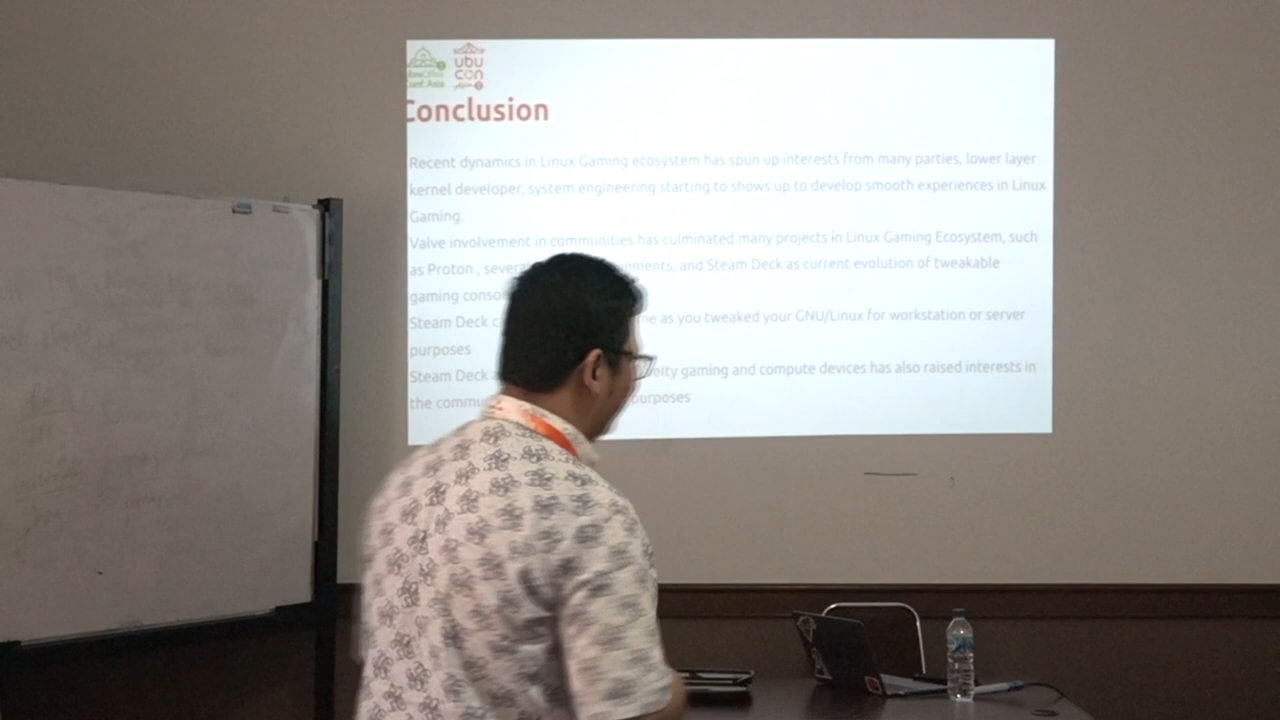 ubu
con
Conf.Asia
Conclusion
Recent dynamics in Linux Gaming ecosystem has spun up interests from many parties, lower layer
kernel developer, system engineering starting to shows up to develop smooth experiences in Linux
Gaming.
Valve involvement in communities has culminated many projects in Linux Gaming Ecosystem, such
as Proton , and Steam Deck as current evolution of tweakable
gaming
Steam Deck as you tweaked your GNU/Linux for workstation or server
purposes
Steam Deck gaming and compute devices has also raised interests in
the purposes